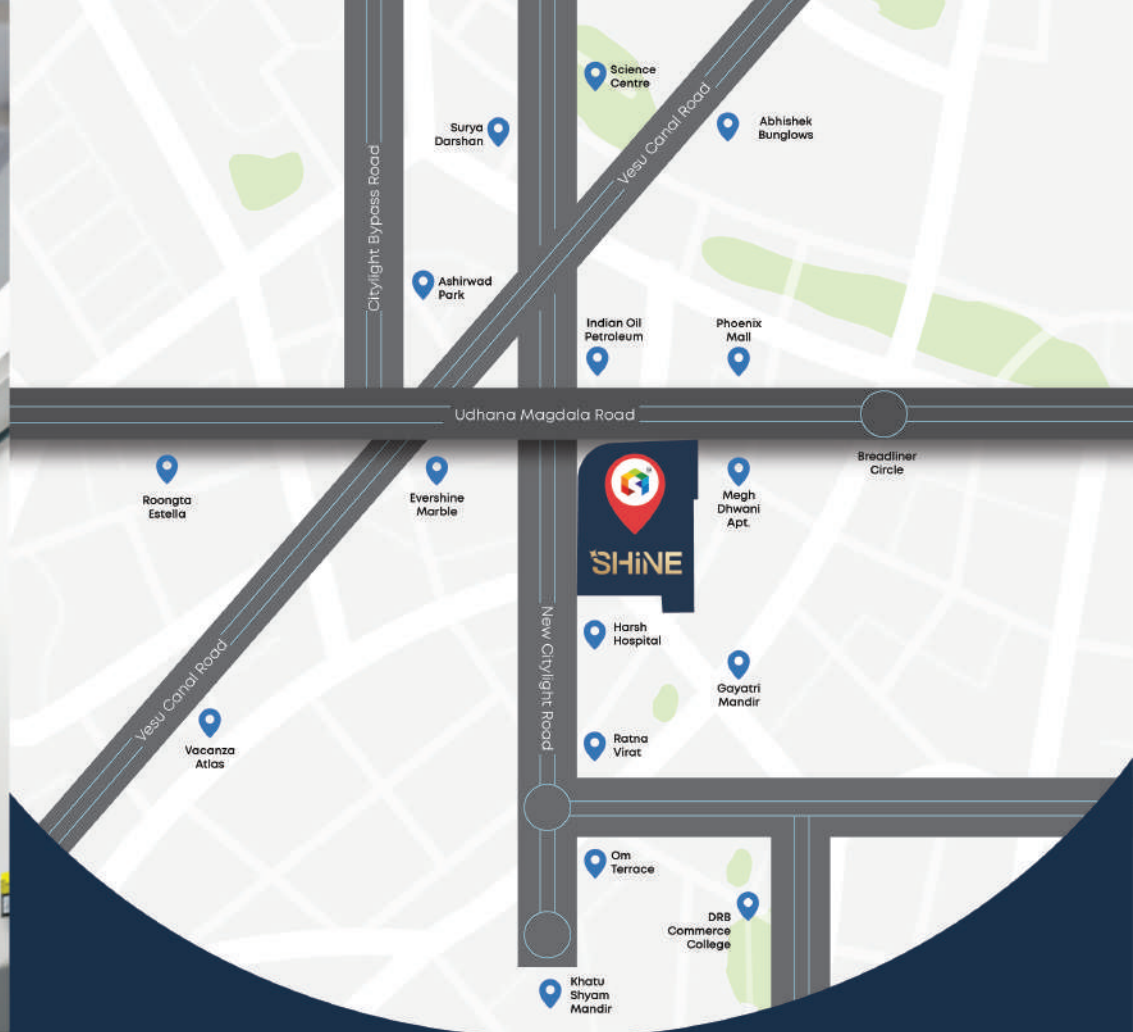 Science
Centre
Surya
Darshan
Abhishek
Bunglows
Vesu Canal Road
Citylight Bypass Road
Ashirwad
Park
Indian Oil
Petroleum
Phoenix
Mall
Udhana Magdala Road
Breadliner
Circle
Roongta
Estella
Evershine
Marble
Megh
Dhwani
Apt.
SHiNE
New Citylight Road
Harsh
Hospital
Vesu Canal Road
Gayatri
Mandir
Vacanza
Atlas
Ratna
Virat
Om
Terrace
DRB
Commerce
College
Khatu
Shyam
Mandir